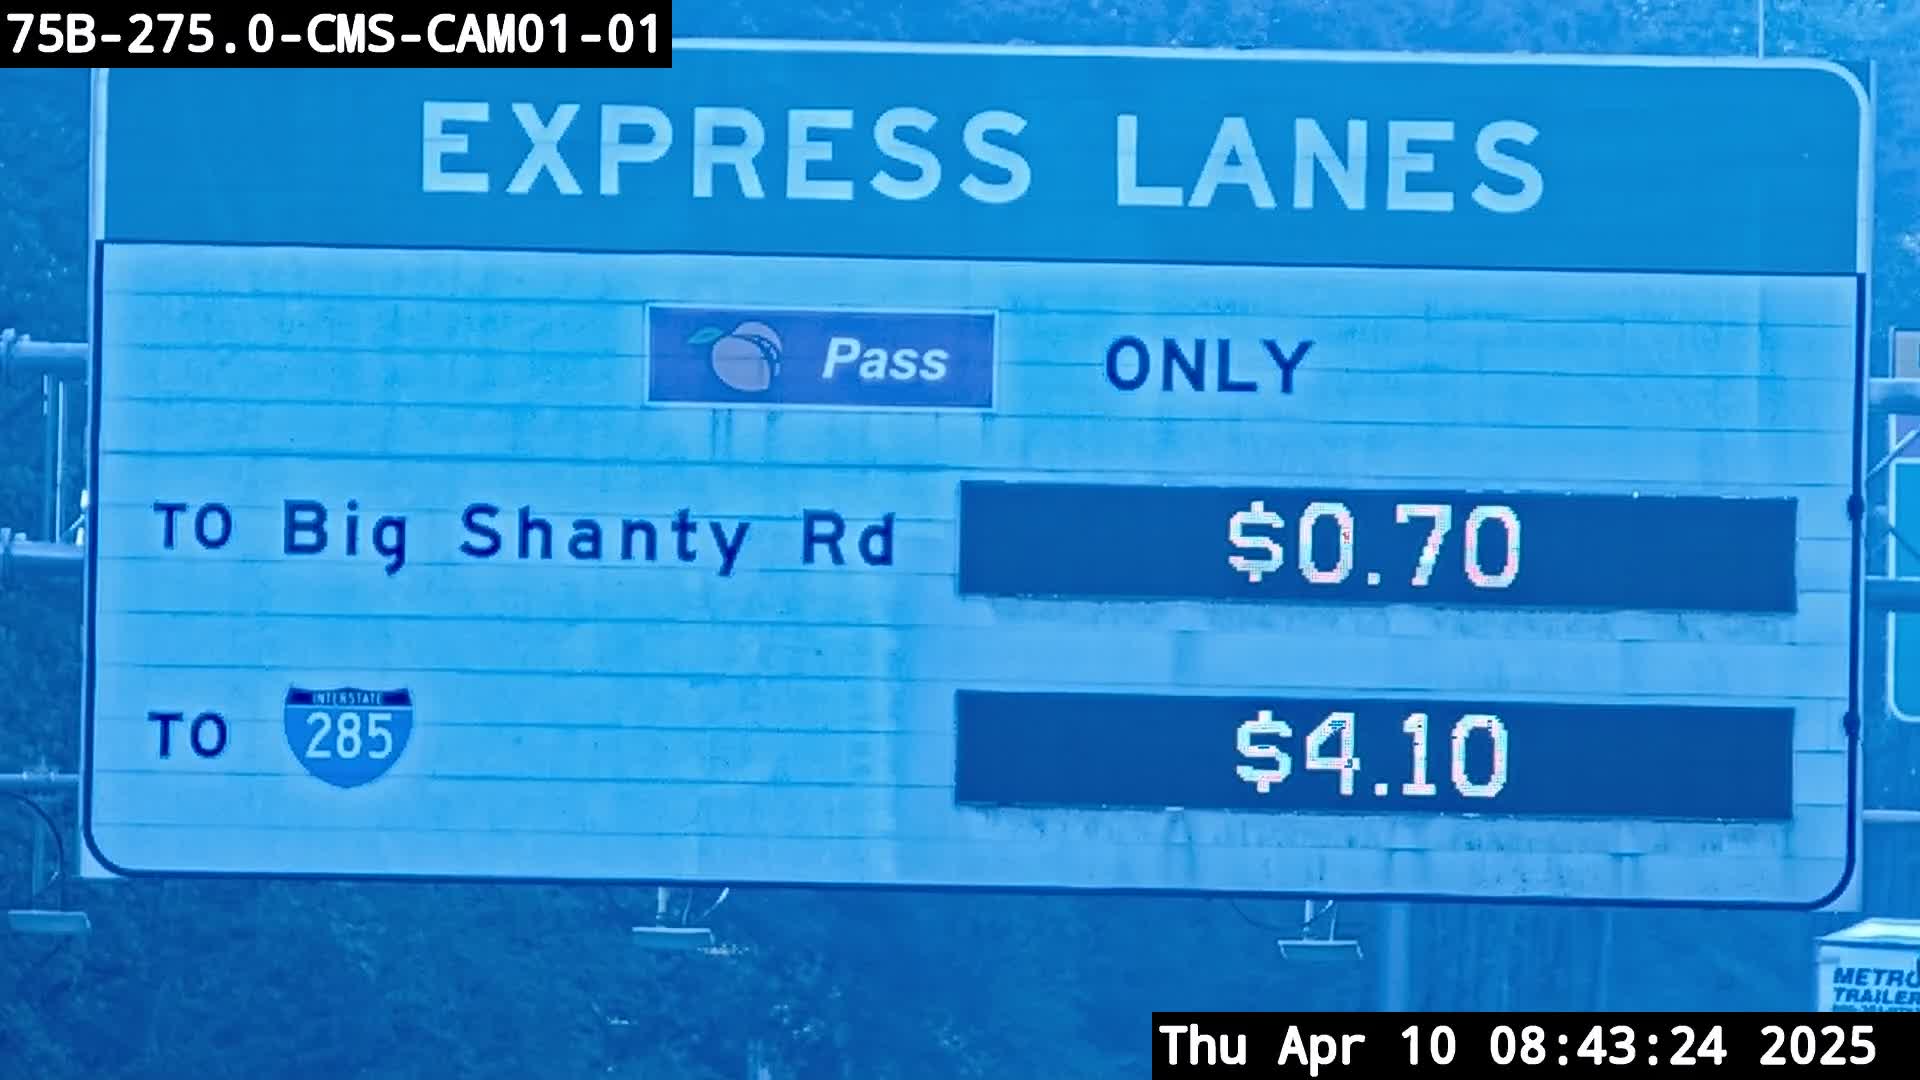 75B-275.0-CMS-CAM01-01
EXPRESS LANES
Pass ONLY
TO Big Shanty Rd $0.70
TO INTERSTATE 285 $4.10
METRO
TRAILER
Thu Apr 10 08:43:24 2025